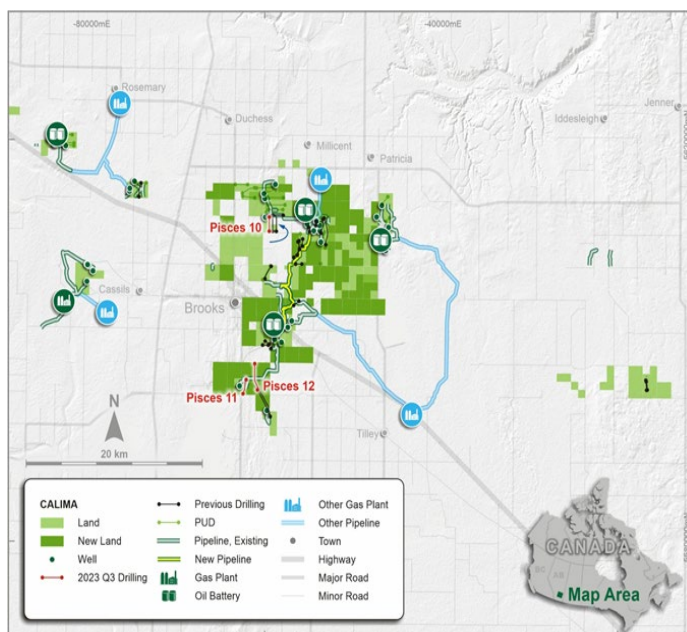 -80000mE
-40000mE
Rosemary
Duchess
Iddesleigh
Jenner
Millicent
Patricia
Pisces 10
Cassils
Brooks
Pisces 11
Pisces 12
Tilley
N
20 km
CALIMA
Land
New Land
Well
2023 Q3 Drilling
Previous Drilling
PUD
Pipeline, Existing
New Pipeline
Gas Plant
Oil Battery
Other Gas Plant
Other Pipeline
Town
Highway
Major Road
Minor Road
CANADA
BC
AB
Map Area